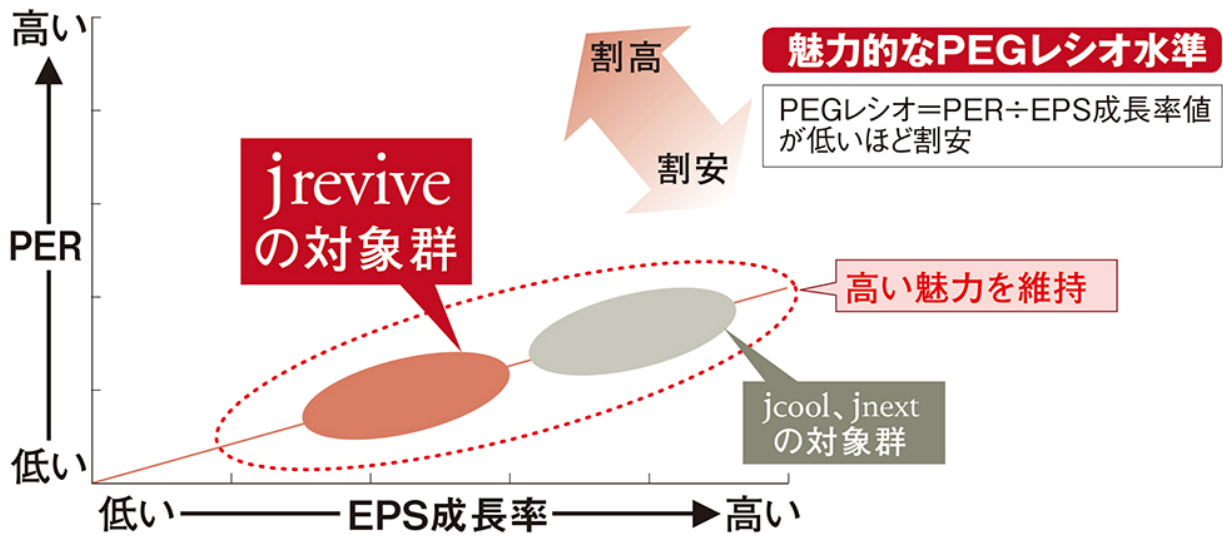 高い
PER
低い
低い
EPS成長率
高い
割高
割安
魅力的なPEGレシオ水準
PEGレシオ=PER÷EPS成長率値
が低いほど割安
jrevive
の対象群
高い魅力を維持
jcool、jnext
の対象群